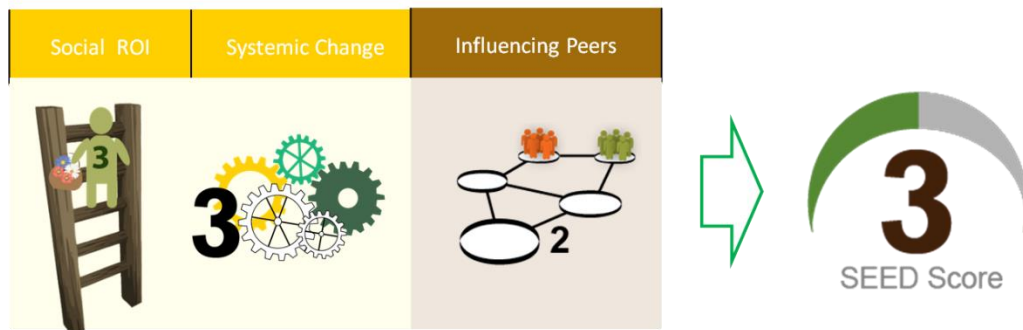 Social ROI
Systemic Change
Influencing Peers
3
3
2
3
SEED Score